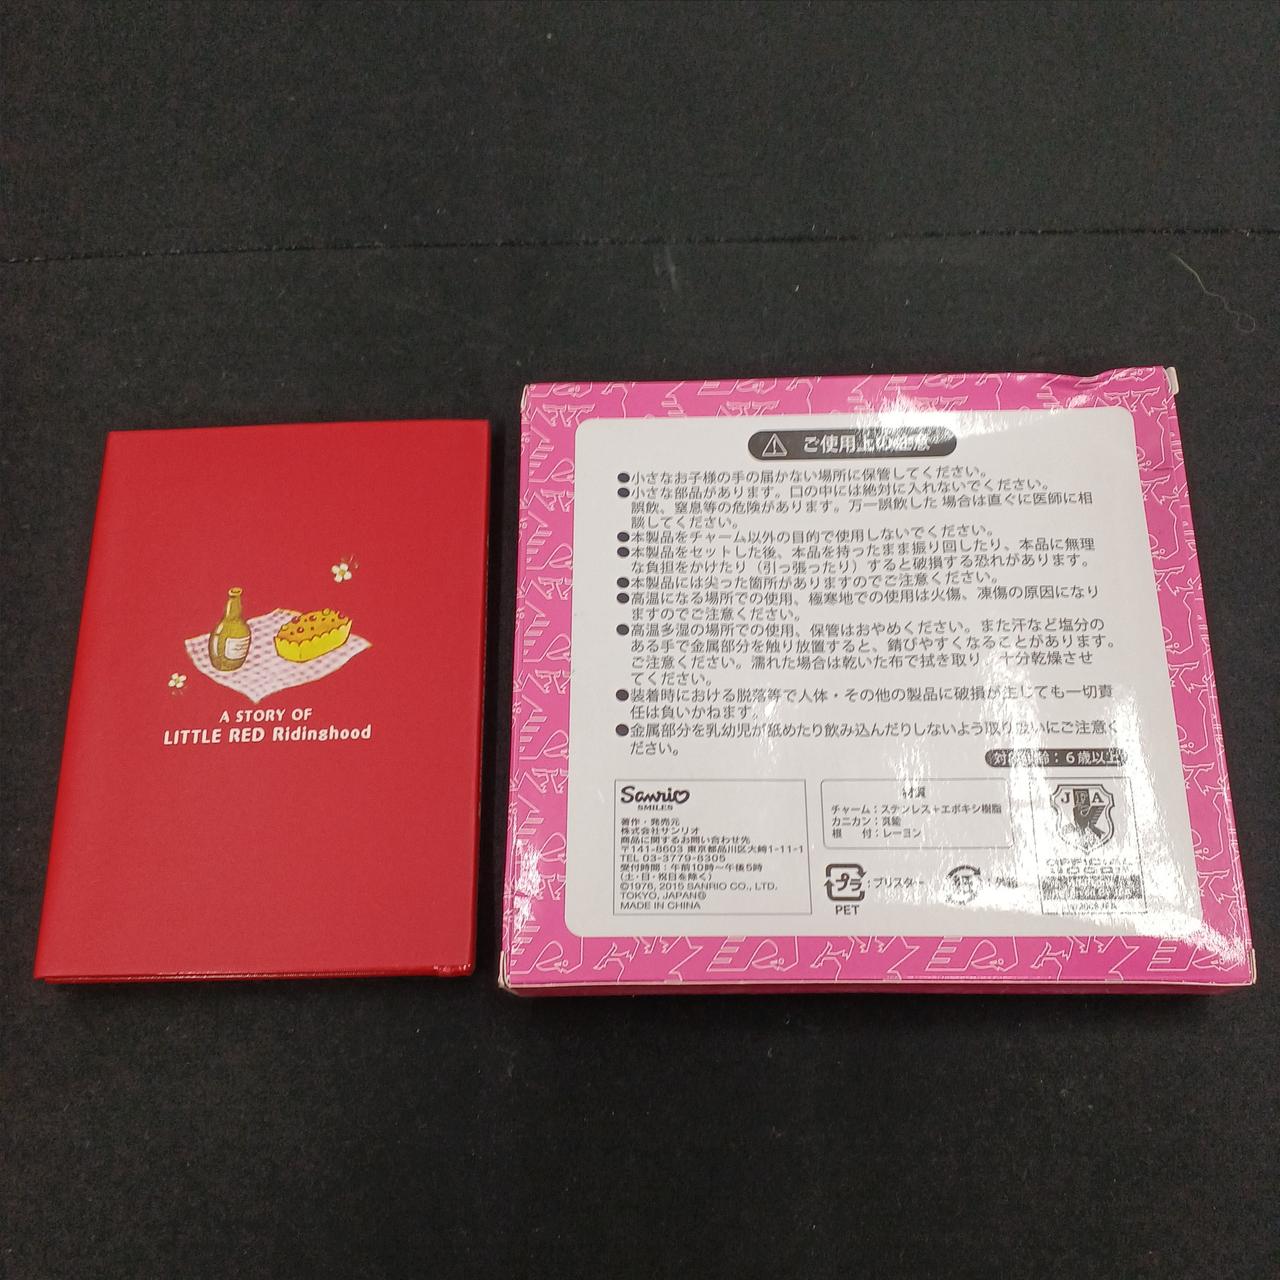 A STORY OF
LITTLE RED Ridinghood
ご使用上の注意
●小さなお子様の手の届かない場所に保管してください。
●小さな部品があります。口の中には絶対に入れないでください。
誤飲、窒息等の危険があります。万一誤飲した場合は直ぐに医師に相
談してください。
●本製品をチャーム以外の目的で使用しないでください。
●本製品をセットした後、本品を持ったまま振り回したり、本品に無理
な負担をかけたり（引っ張ったり）すると破損する恐れがあります。
●本製品には尖った箇所がありますのでご注意ください。
●高温になる場所での使用、極寒地での使用は火傷、凍傷の原因になり
ますのでご注意ください。
●高温多湿の場所での使用、保管はおやめください。また汗など塩分の
ある手で金属部分を触り放置すると、錆びやすくなることがあります。
ご注意ください。濡れた場合は乾いた布で拭き取り、十分乾燥させ
てください。
●装着時における脱落等で人体・その他の製品に破損が生じても一切責
任は負いかねます。
●金属部分を乳幼児が舐めたり飲み込んだりしないよう取り扱いにご注意く
ださい。
対象年齢：６歳以上
Sanrio
SMILES
著作・発売元
株式会社サンリオ
商品に関するお問い合わせ先
〒141-8603 東京都品川区大崎1-11-1
TEL 03-3779-8305
受付時間：午前10時〜午後5時
（土・日・祝日を除く）
©1976, 2015 SANRIO CO., LTD.
TOKYO, JAPAN Ⓛ
MADE IN CHINA
材質
チャーム：ステンレス+エポキシ樹脂
カニカン：真鍮
根　付：レーヨン
プラ
：ブリスター
PET
紙
JFA
OFFICIAL